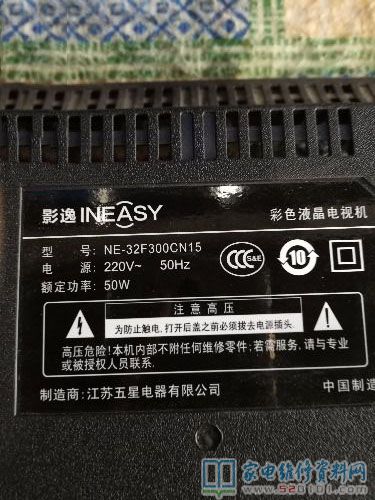 影逸 INEASY
彩色液晶电视机
型 号: NE-32F300CN15
电 源: 220V~ 50Hz
额定功率: 50W
CCC S&E
10
注意高压
为防止触电,打开后盖之前必须拔去电源插头
高压危险!本机内部不附任何维修零件;若需服务,请与专业
或被授权人员联系.
制造商:江苏五星电器有限公司
中国制造
家电维修资料网
www.520101.com